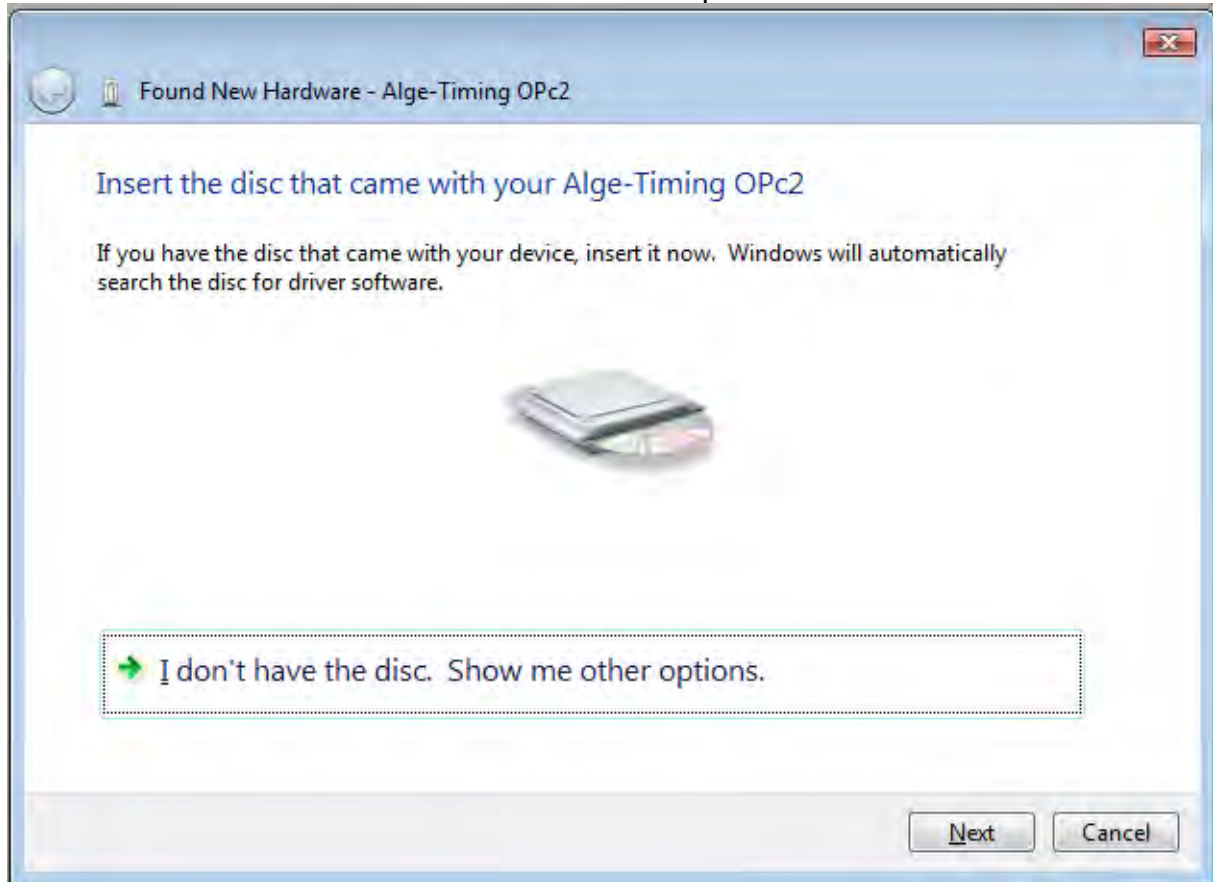 Found New Hardware - Alge-Timing OPc2
Insert the disc that came with your Alge-Timing OPc2
If you have the disc that came with your device, insert it now.  Windows will automatically
search the disc for driver software.
I don't have the disc.  Show me other options.
Next
Cancel